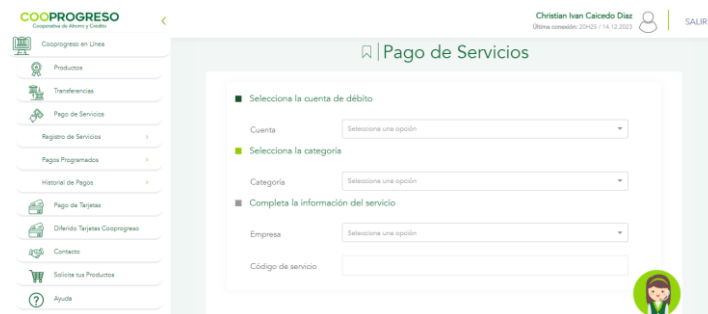 COOPROGRESO
Cooperativa de Ahorro y Crédito
Cooprogreso en Línea
Productos
Transferencias
Pago de Servicios
Registro de Servicios
Pagos Programados
Historial de Pagos
Pago de Tarjetas
Diferido Tarjetas Cooprogreso
Contacto
Solicita tus Productos
Ayuda
Christian Ivan Caicedo Diaz
Última conexión: 20H25 / 14.12.2023
SALIR
Pago de Servicios
Selecciona la cuenta de débito
Cuenta
Selecciona una opción
Selecciona la categoría
Categoría
Selecciona una opción
Completa la información del servicio
Empresa
Selecciona una opción
Código de servicio